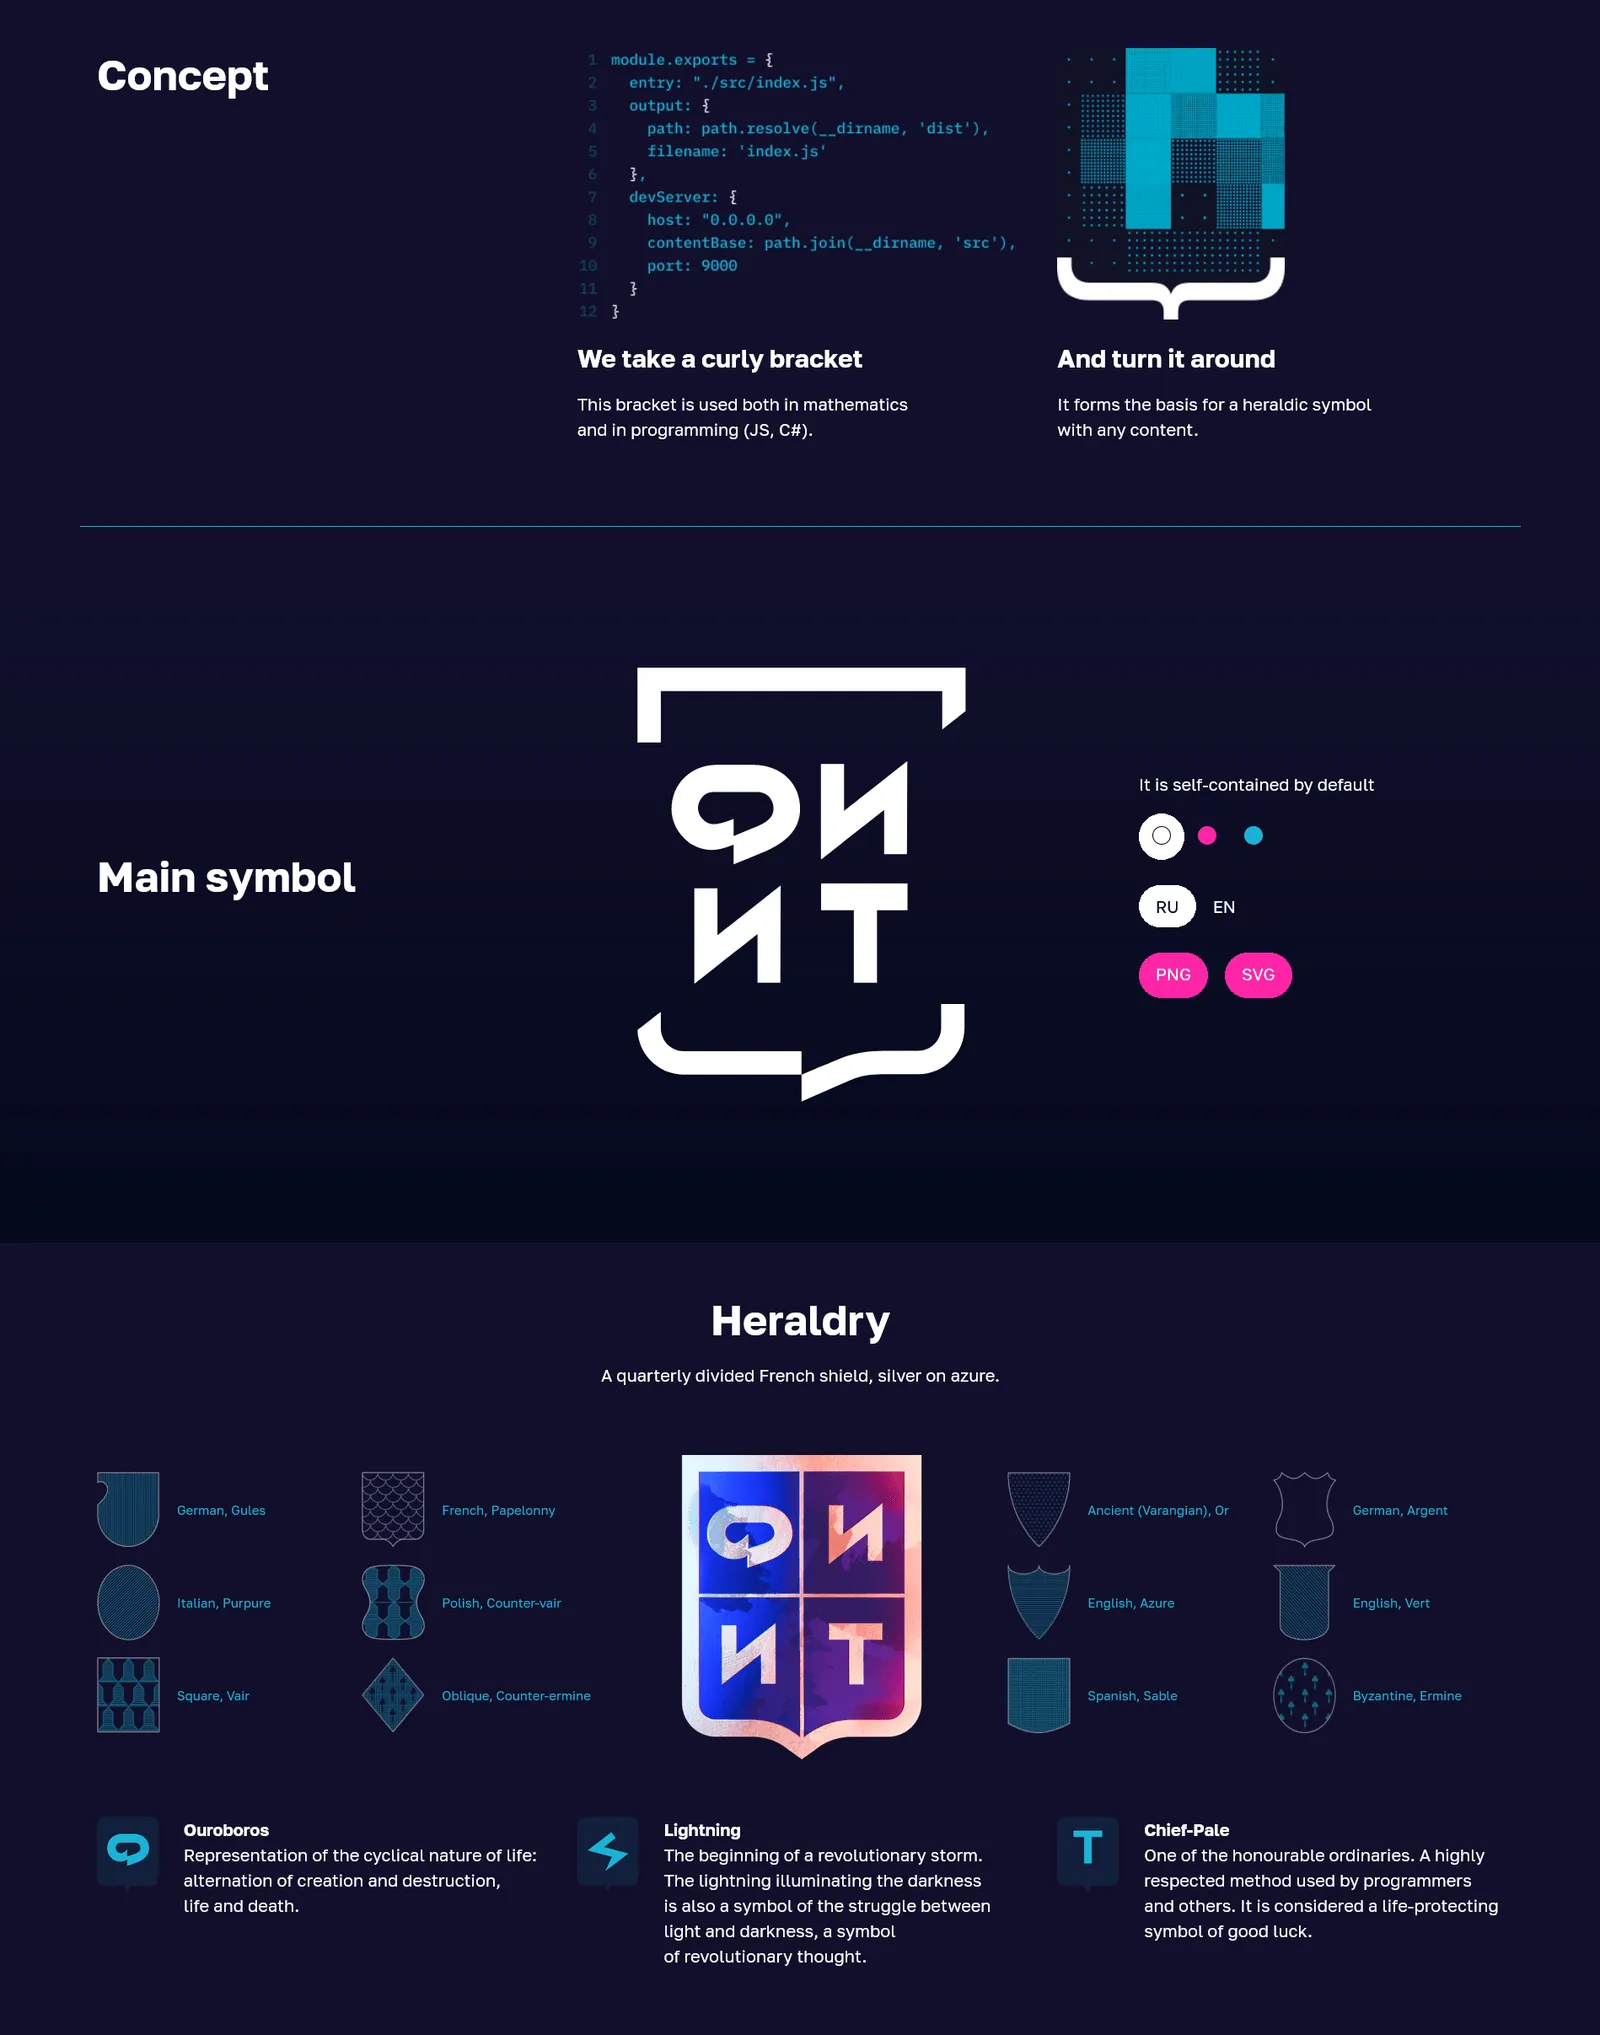 Concept
1 module.exports = {
2 entry: "./src/index.js",
3 output: {
4 path: path.resolve(__dirname, 'dist'),
5 filename: 'index.js'
6 },
7 devServer: {
8 host: "0.0.0.0",
9 contentBase: path.join(__dirname, 'src'),
10 port: 9000
11 }
12 }
We take a curly bracket
This bracket is used both in mathematics
and in programming (JS, C#).
And turn it around
It forms the basis for a heraldic symbol
with any content.
Main symbol
ФИ
ИТ
It is self-contained by default
RU EN
PNG SVG
Heraldry
A quarterly divided French shield, silver on azure.
German, Gules
French, Papelonny
Italian, Purpure
Polish, Counter-vair
Square, Vair
Oblique, Counter-ermine
ФИ
ИТ
Ancient (Varangian), Or
German, Argent
English, Azure
English, Vert
Spanish, Sable
Byzantine, Ermine
Ouroboros
Representation of the cyclical nature of life:
alternation of creation and destruction,
life and death.
Lightning
The beginning of a revolutionary storm.
The lightning illuminating the darkness
is also a symbol of the struggle between
light and darkness, a symbol
of revolutionary thought.
T
Chief-Pale
One of the honourable ordinaries. A highly
respected method used by programmers
and others. It is considered a life-protecting
symbol of good luck.